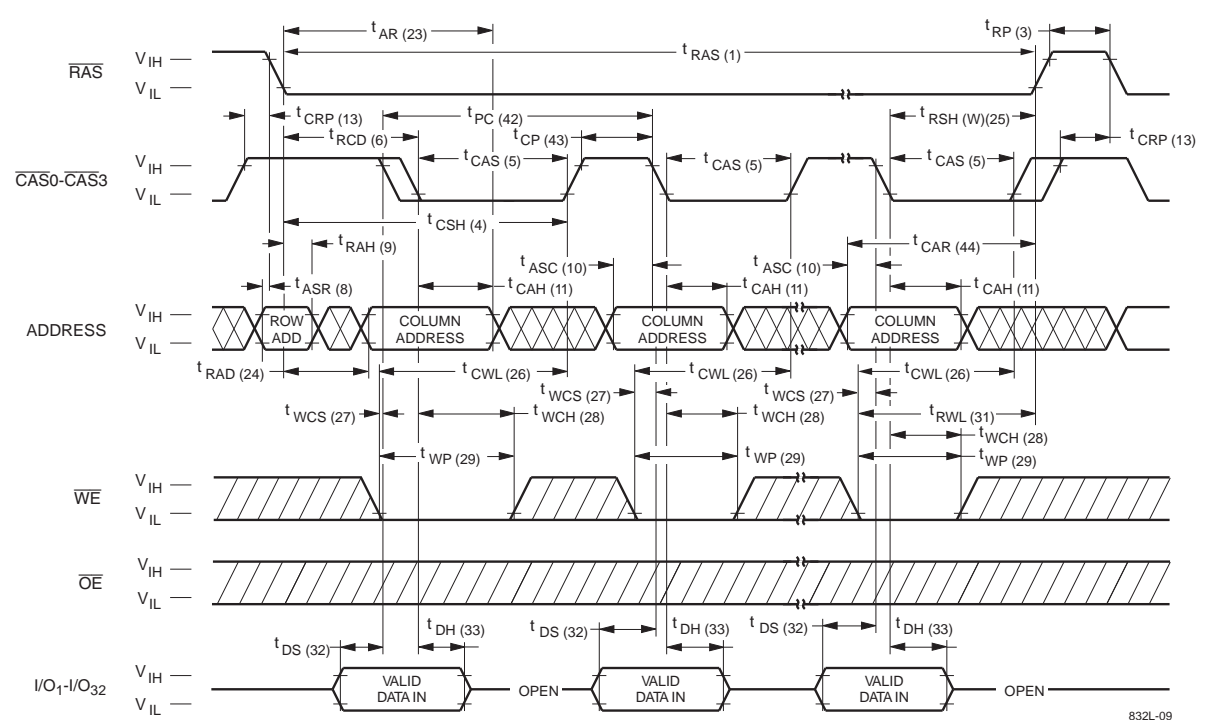 t AR (23)
t RP (3)
t RAS (1)
RAS
V IH
V IL
t CRP (13)
t PC (42)
t RSH (W)(25)
t RCD (6)
t CP (43)
t CRP (13)
CAS0-CAS3
V IH
V IL
t CAS (5)
t CAS (5)
t CAS (5)
t CSH (4)
t RAH (9)
t CAR (44)
t ASC (10)
t ASC (10)
t ASR (8)
t CAH (11)
t CAH (11)
t CAH (11)
ADDRESS
V IH
V IL
ROW ADD
COLUMN ADDRESS
COLUMN ADDRESS
COLUMN ADDRESS
t RAD (24)
t CWL (26)
t CWL (26)
t CWL (26)
t WCS (27)
t WCS (27)
t WCS (27)
t WCH (28)
t WCH (28)
t RWL (31)
t WCH (28)
t WP (29)
t WP (29)
t WP (29)
WE
V IH
V IL
OE
V IH
V IL
t DS (32)
t DH (33)
t DS (32)
t DH (33)
t DS (32)
t DH (33)
I/O1-I/O32
V IH
V IL
VALID DATA IN
OPEN
VALID DATA IN
VALID DATA IN
OPEN
832L-09